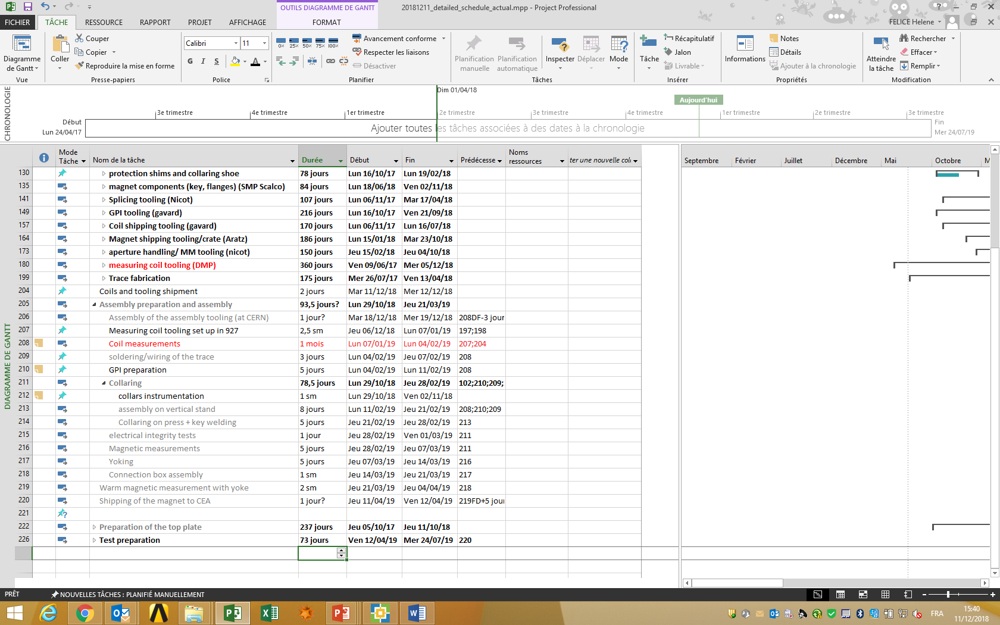 OUTILS DIAGRAMME DE GANTT
20181211_detailed_schedule_actual.mpp - Project Professional
FICHIER TÂCHE RESSOURCE RAPPORT PROJET AFFICHAGE FORMAT FELICE Helene
Diagramme de Gantt
Vue
Coller
Couper
Copier
Reproduire la mise en forme
Presse-papiers
Calibri 11
G I S A
Police
0% 25% 50% 75% 100%
Avancement conforme
Respecter les liaisons
Désactiver
Planifier
Planification manuelle
Planification automatique
Inspecter Déplacer Mode
Tâches
Tâche
Récapitulatif
Jalon
Livrable
Insérer
Informations
Notes
Détails
Ajouter à la chronologie
Propriétés
Atteindre la tâche
Rechercher
Effacer
Remplir
Modification
CHRONOLOGIE
Dim 01/04/18
Aujourd'hui
3e trimestre 4e trimestre 1er trimestre 2e trimestre 3e trimestre 4e trimestre 1er trimestre 2e trimestre 3e trimestre
Début
Lun 24/04/17
Ajouter toutes les tâches associées à des dates à la chronologie
Fin
Mer 24/07/19
DIAGRAMME DE GANTT
Mode Tâche Nom de la tâche Durée Début Fin Prédécesse Noms ressources ter une nouvelle col Septembre Février Juillet Décembre Mai Octobre M
130 protection shims and collaring shoe 78 jours Lun 16/10/17 Lun 19/02/18
135 magnet components (key, flanges) (SMP Scalco) 84 jours Lun 18/06/18 Ven 02/11/18
141 Splicing tooling (Nicot) 107 jours Lun 06/11/17 Mar 17/04/18
149 GPI tooling (gavard) 216 jours Lun 16/10/17 Ven 21/09/18
157 Coil shipping tooling (gavard) 170 jours Lun 06/11/17 Lun 16/07/18
164 Magnet shipping tooling/crate (Aratz) 186 jours Lun 15/01/18 Mar 23/10/18
173 aperture handling/ MM tooling (nicot) 150 jours Jeu 15/02/18 Jeu 04/10/18
180 measuring coil tooling (DMP) 360 jours Ven 09/06/17 Mer 05/12/18
199 Trace fabrication 175 jours Mer 26/07/17 Ven 13/04/18
204 Coils and tooling shipment 2 jours Mar 11/12/18 Mer 12/12/18
205 Assembly preparation and assembly 93,5 jours? Lun 29/10/18 Jeu 21/03/19
206 Assembly of the assembly tooling (at CERN) 1 jour? Mar 18/12/18 Mer 19/12/18 208DF-3 jour
207 Measuring coil tooling set up in 927 2,5 sm Jeu 06/12/18 Lun 07/01/19 197;198
208 Coil measurements 1 mois Lun 07/01/19 Lun 04/02/19 207;204
209 soldering/wiring of the trace 3 jours Lun 04/02/19 Jeu 07/02/19 208
210 GPI preparation 5 jours Lun 04/02/19 Lun 11/02/19 208
211 Collaring 78,5 jours Lun 29/10/18 Jeu 28/02/19 102;210;209;
212 collars instrumentation 1 sm Lun 29/10/18 Ven 02/11/18
213 assembly on vertical stand 8 jours Lun 11/02/19 Jeu 21/02/19 208;210;209
214 Collaring on press + key welding 5 jours Jeu 21/02/19 Jeu 28/02/19 213
215 electrical integrity tests 1 jour Jeu 28/02/19 Ven 01/03/19 211
216 Magnetic measurements 5 jours Jeu 28/02/19 Jeu 07/03/19 211
217 Yoking 5 jours Jeu 07/03/19 Jeu 14/03/19 216
218 Connection box assembly 1 sm Jeu 14/03/19 Jeu 21/03/19 217
219 Warm magnetic measurement with yoke 2 sm Jeu 21/03/19 Jeu 04/04/19 218
220 Shipping of the magnet to CEA 1 jour? Jeu 11/04/19 Ven 12/04/19 219FD+5 jour
221
222 Preparation of the top plate 237 jours Jeu 05/10/17 Jeu 11/10/18
226 Test preparation 73 jours Ven 12/04/19 Mer 24/07/19 220
PRÊT NOUVELLES TÂCHES : PLANIFIÉ MANUELLEMENT
FRA 15:40
11/12/2018